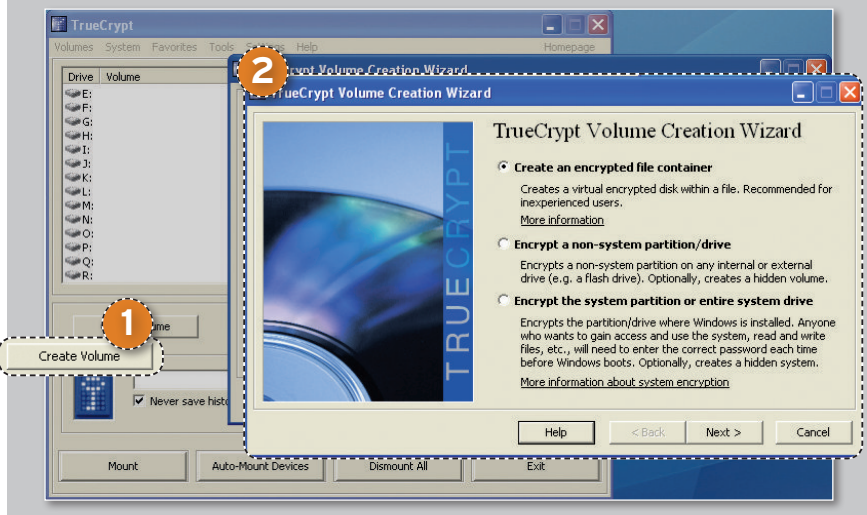 TrueCrypt
Volumes System Favorites Tools Settings Help Homepage
Drive Volume
E:
F:
G:
H:
I:
J:
K:
L:
M:
N:
O:
P:
Q:
R:
1
Create Volume
Never save
Mount
Auto-Mount Devices
Dismount All
Exit
2
Volume Creation Wizard
TrueCrypt Volume Creation Wizard
TRUECRYPT
TrueCrypt Volume Creation Wizard
Create an encrypted file container
Creates a virtual encrypted disk within a file. Recommended for
inexperienced users.
More information
Encrypt a non-system partition/drive
Encrypts a non-system partition on any internal or external
drive (e.g. a flash drive). Optionally, creates a hidden volume.
More information
Encrypt the system partition or entire system drive
Encrypts the partition/drive where Windows is installed. Anyone
who wants to gain access and use the system, read and write
files, etc., will need to enter the correct password each time
before Windows boots. Optionally, creates a hidden system.
More information about system encryption
Help
< Back
Next >
Cancel